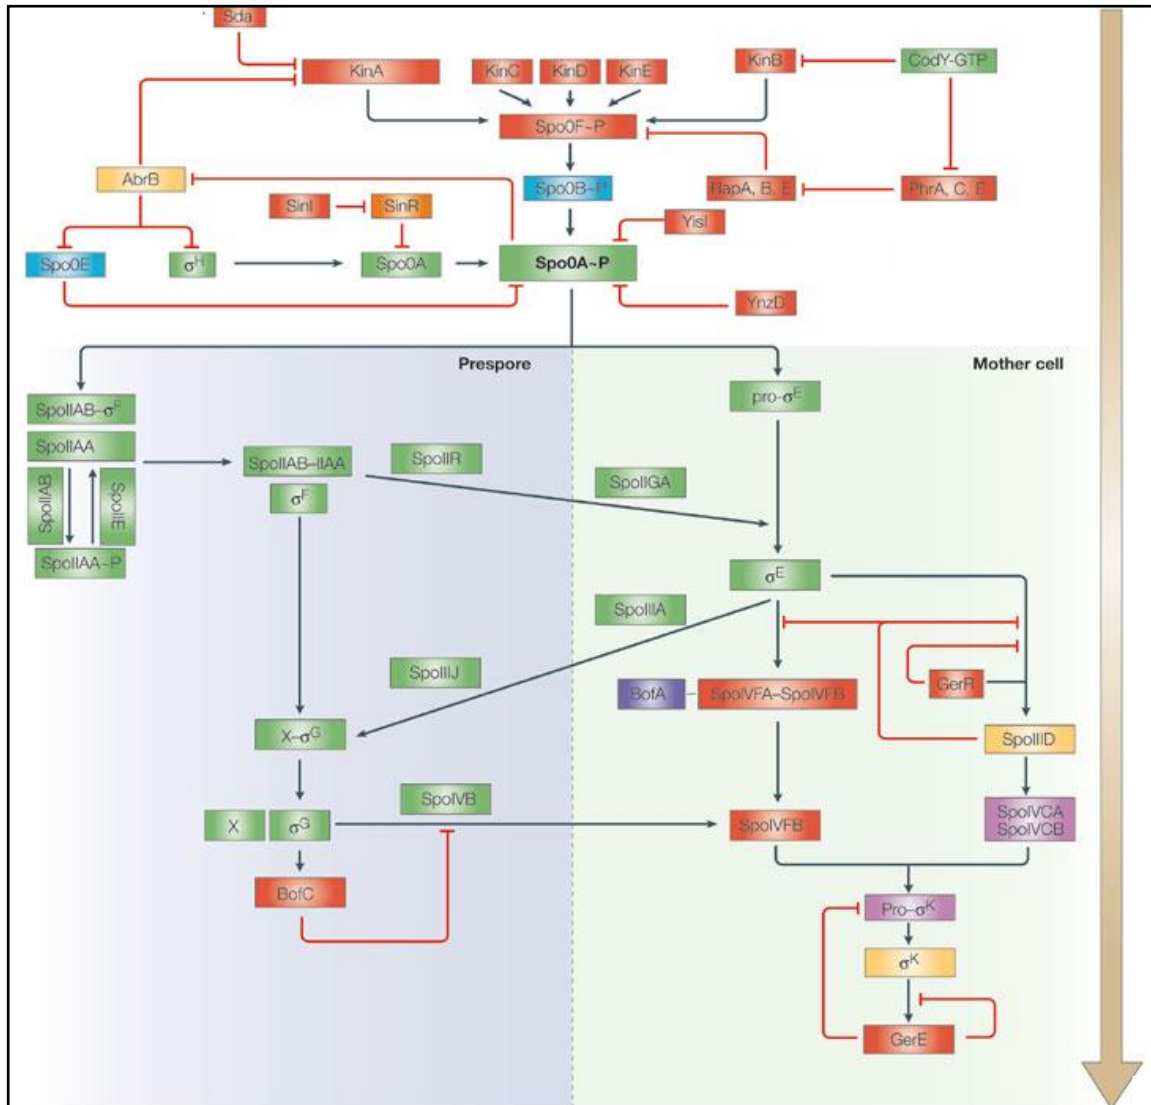 Sda
KinA
KinC
KinD
KinE
KinB
CodY-GTP
Spo0F~P
AbrB
Spo0B~P
RapA, B, E
PhrA, C, E
SinI
SinR
YisI
Spo0E
σH
Spo0A
Spo0A~P
YnzD
Prespore
Mother cell
SpoIIAB–σF
pro-σE
SpoIIAA
SpoIIAB
SpoIIE
SpoIIAA~P
SpoIIAB–IIAA
σF
SpoIIR
SpoIIGA
σE
SpoIIIA
SpoIIIJ
BofA
SpoIVFA–SpoIVFB
GerR
X–σG
SpoIIID
SpoIVB
X
σG
SpoIVFB
SpoIVCA
SpoIVCB
BofC
Pro–σK
σK
GerE